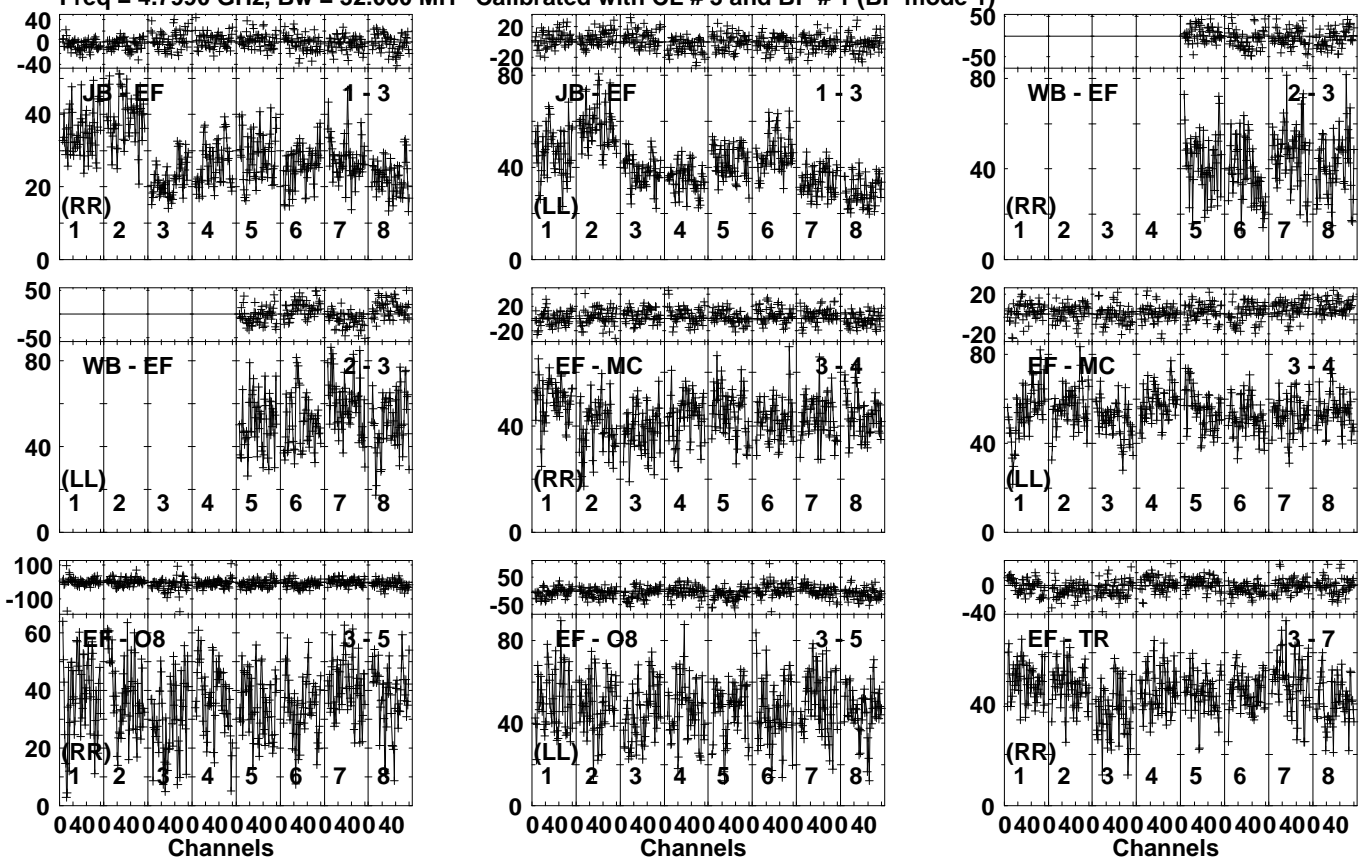 Freq = 4.7990 GHz, Bw = 32.000 MH Calibrated with CL # 3 and BP # 1 (BP mode 1)
40
0
-40
JB - EF 1 - 3
40
20
0
(RR)
1 2 3 4 5 6 7 8
20
-20
80
JB - EF 1 - 3
40
0
(LL)
1 2 3 4 5 6 7 8
50
-50
80
WB - EF 2 - 3
40
0
(RR)
1 2 3 4 5 6 7 8
50
-50
80
WB - EF 2 - 3
40
0
(LL)
1 2 3 4 5 6 7 8
20
-20
EF - MC 3 - 4
40
0
(RR)
1 2 3 4 5 6 7 8
20
-20
80
EF - MC 3 - 4
40
0
(LL)
1 2 3 4 5 6 7 8
100
-100
60
EF - O8 3 - 5
40
20
0
(RR)
1 2 3 4 5 6 7 8
0 40 0 40 0 40 0 40 0 40 0 40 0 40 0 40
Channels
50
-50
80
EF - O8 3 - 5
40
0
(LL)
1 2 3 4 5 6 7 8
0 40 0 40 0 40 0 40 0 40 0 40 0 40 0 40
Channels
0
-40
EF - TR 3 - 7
40
0
(RR)
1 2 3 4 5 6 7 8
0 40 0 40 0 40 0 40 0 40 0 40 0 40 0 40
Channels